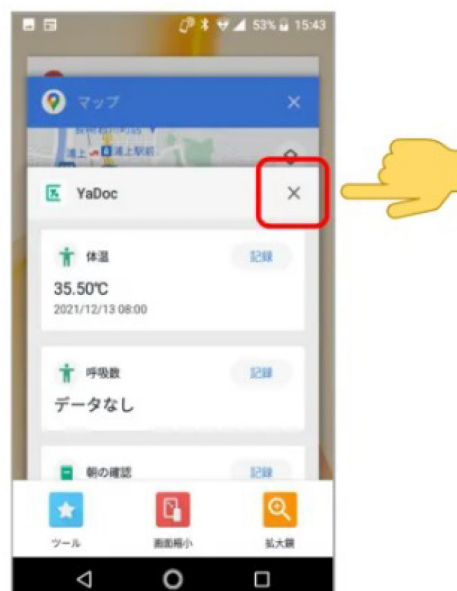 53% 15:43
マップ
浦上 浦上駅前
YaDoc
体温 記録
35.50℃
2021/12/13 08:00
呼吸数 記録
データなし
朝の確認 記録
ツール 画面縮小 拡大鏡